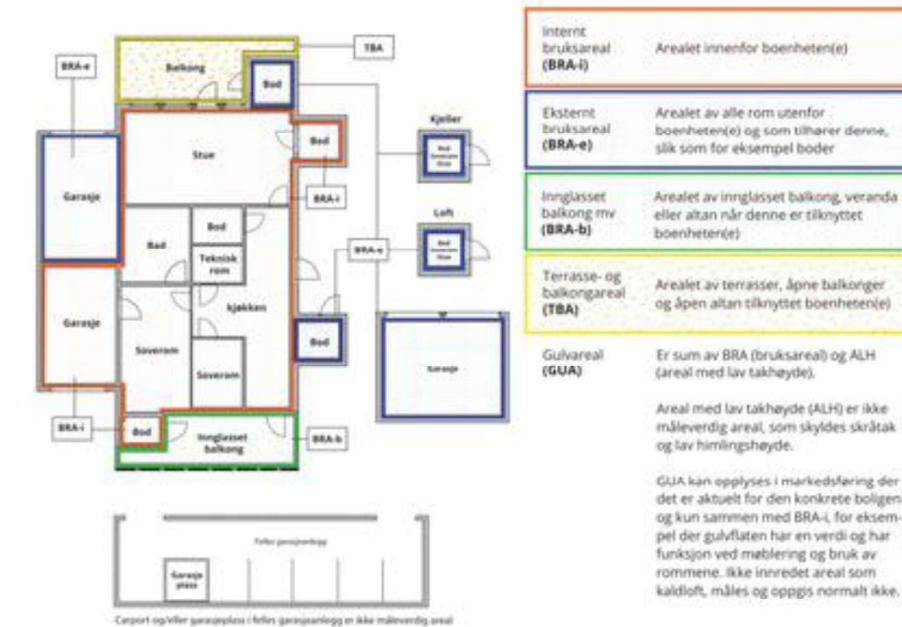 TBA
BRA-e
Balkong
Bod
Kjeller
Stue
Bod
Bod
Garasje
BRA-i
Loft
Bad
Bod
Bod
BRA-e
Teknisk
rom
kjøkken
Garasje
Soverom
Bod
Garasje
Soverom
BRA-i
Bod
Innglasset
balkong
BRA-b
Felles garasjeanlegg
Garasje
plass
Carport og/eller garasjeplass i felles garasjeanlegg er ikke måleverdig areal
Internt
bruksareal
(BRA-i)
Arealet innenfor boenheten(e)
Eksternt
bruksareal
(BRA-e)
Arealet av alle rom utenfor
boenheten(e) og som tilhører denne,
slik som for eksempel boder
Innglasset
balkong mv
(BRA-b)
Arealet av innglasset balkong, veranda
eller altan når denne er tilknyttet
boenheten(e)
Terrasse- og
balkongareal
(TBA)
Arealet av terrasser, åpne balkonger
og åpen altan tilknyttet boenheten(e)
Gulvareal
(GUA)
Er sum av BRA (bruksareal) og ALH
(areal med lav takhøyde).
Areal med lav takhøyde (ALH) er ikke
måleverdig areal, som skyldes skråtak
og lav himlingshøyde.
GUA kan opplyses i markedsføring der
det er aktuelt for den konkrete boligen
og kun sammen med BRA-i, for eksem-
pel der gulvflaten har en verdi og har
funksjon ved møblering og bruk av
rommene. Ikke innredet areal som
kaldloft, måles og oppgis normalt ikke.